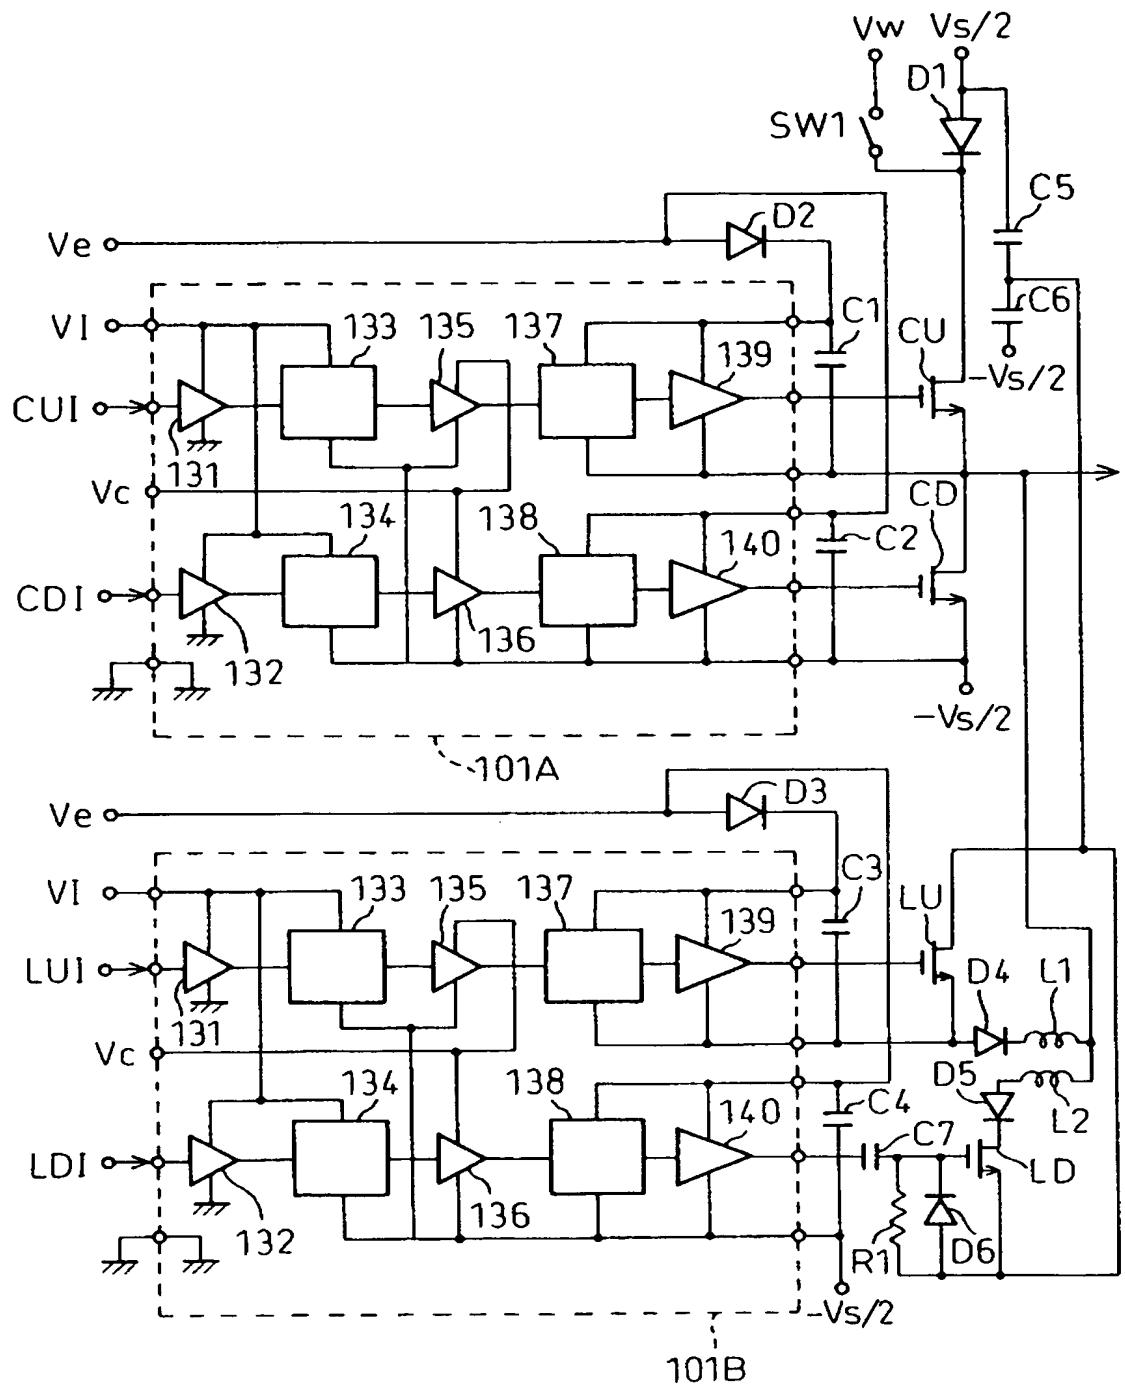 Vw Vs/2
D1
SW1
C5
D2
Ve
C6
VI
133
135
137
C1
CU
139
-Vs/2
CUI
131
Vc
CD
134
138
C2
140
CDI
136
132
-Vs/2
101A
D3
Ve
C3
VI
133
135
137
LU
139
D4
L1
LUI
131
Vc
D5
134
138
C4
140
C7
L2
LDI
LD
136
132
R1
D6
-Vs/2
101B